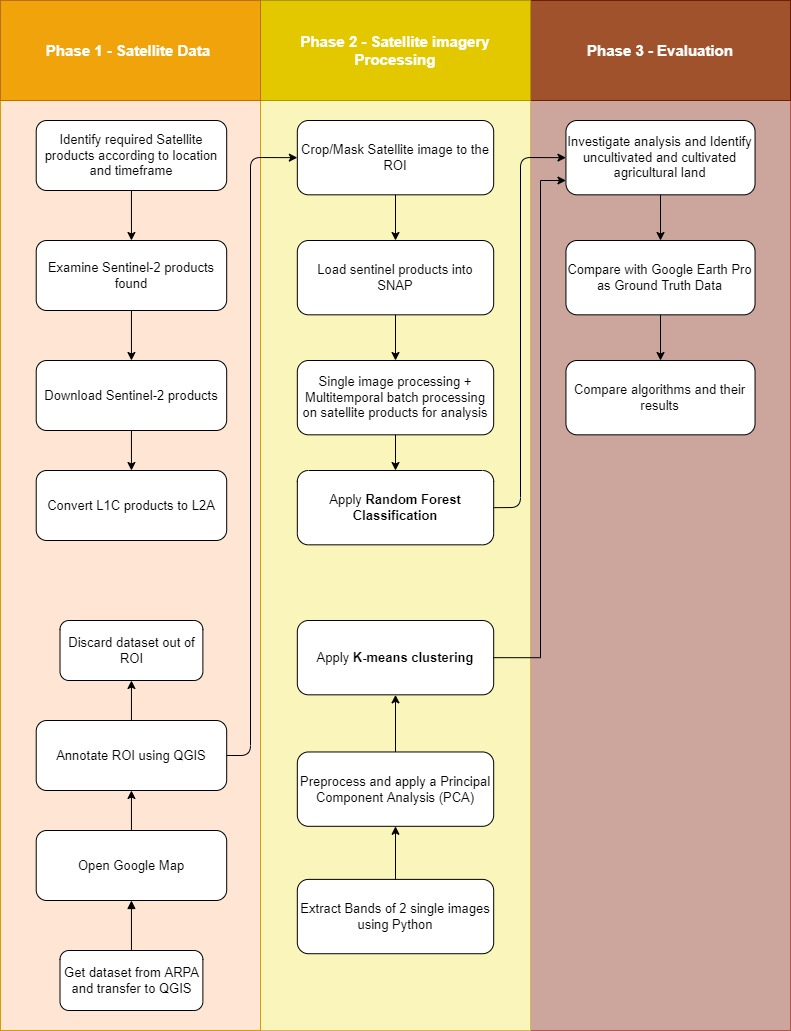 Phase 1 - Satellite Data
Phase 2 - Satellite imagery
Processing
Phase 3 - Evaluation
Identify required Satellite
products according to location
and timeframe
Examine Sentinel-2 products
found
Download Sentinel-2 products
Convert L1C products to L2A
Discard dataset out of
ROI
Annotate ROI using QGIS
Open Google Map
Get dataset from ARPA
and transfer to QGIS
Crop/Mask Satellite image to the
ROI
Load sentinel products into
SNAP
Single image processing +
Multitemporal batch processing
on satellite products for analysis
Apply Random Forest
Classification
Apply K-means clustering
Preprocess and apply a Principal
Component Analysis (PCA)
Extract Bands of 2 single images
using Python
Investigate analysis and Identify
uncultivated and cultivated
agricultural land
Compare with Google Earth Pro
as Ground Truth Data
Compare algorithms and their
results